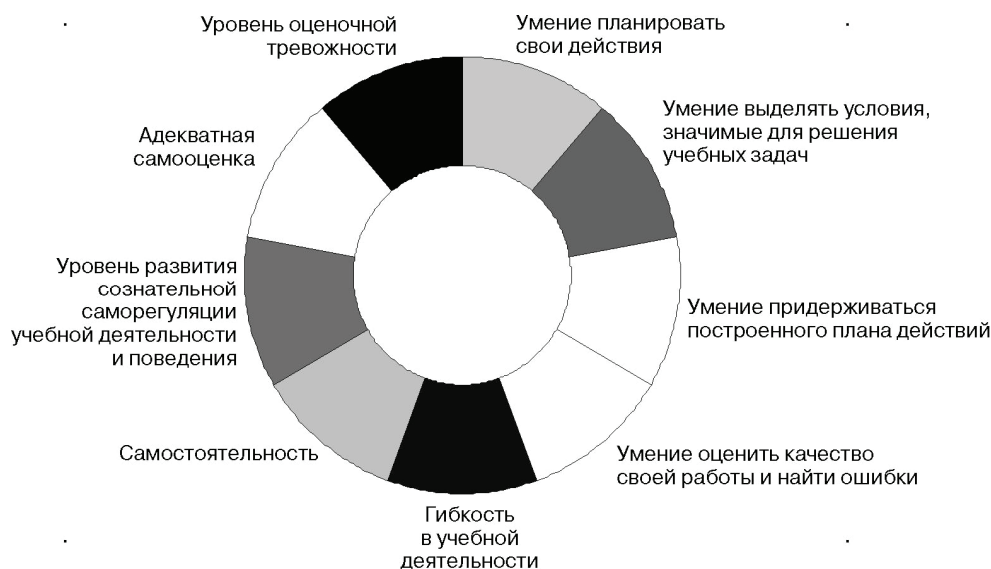 Уровень оценочной
тревожности
Умение планировать
свои действия
Умение выделять условия,
значимые для решения
учебных задач
Адекватная
самооценка
Уровень развития
сознательной
саморегуляции
учебной деятельности
и поведения
Умение придерживаться
построенного плана действий
Самостоятельность
Умение оценить качество
своей работы и найти ошибки
Гибкость
в учебной
деятельности